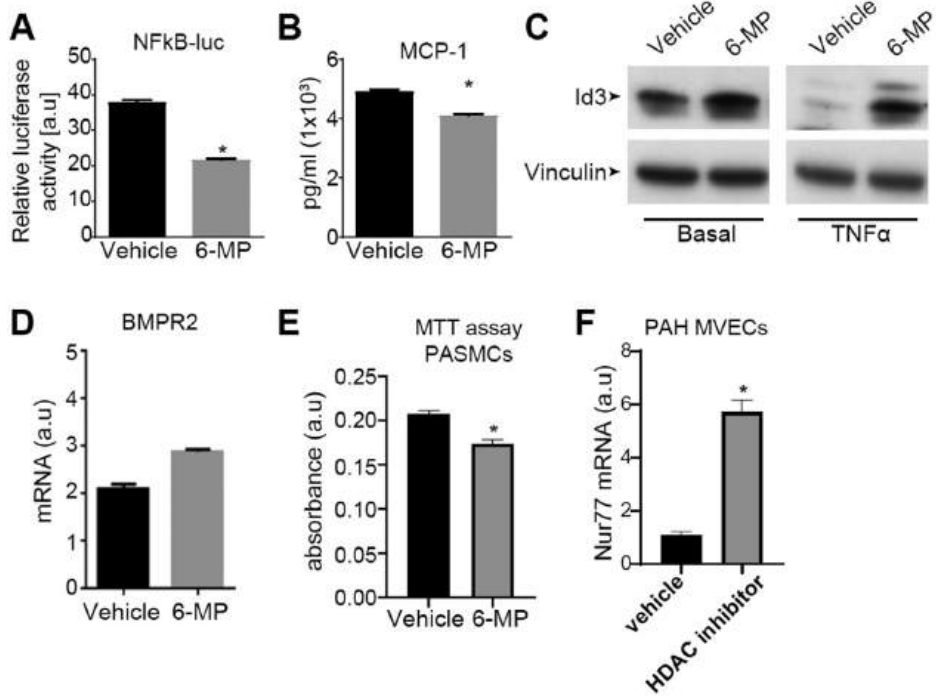 A
NFkB-luc
Relative luciferase
activity [a.u]
50
40
30
20
10
0
*
Vehicle 6-MP
B
MCP-1
pg/ml (1x10³)
6
4
2
0
*
Vehicle 6-MP
C
Vehicle 6-MP Vehicle 6-MP
Id3
Vinculin
Basal TNFα
D
BMPR2
mRNA (a.u)
5
4
3
2
1
0
Vehicle 6-MP
E
MTT assay
PASMCs
absorbance (a.u)
0.25
0.20
0.15
0.10
0.05
0.00
*
Vehicle 6-MP
F
PAH MVECs
Nur77 mRNA (a.u)
8
6
4
2
0
*
vehicle
HDAC inhibitor